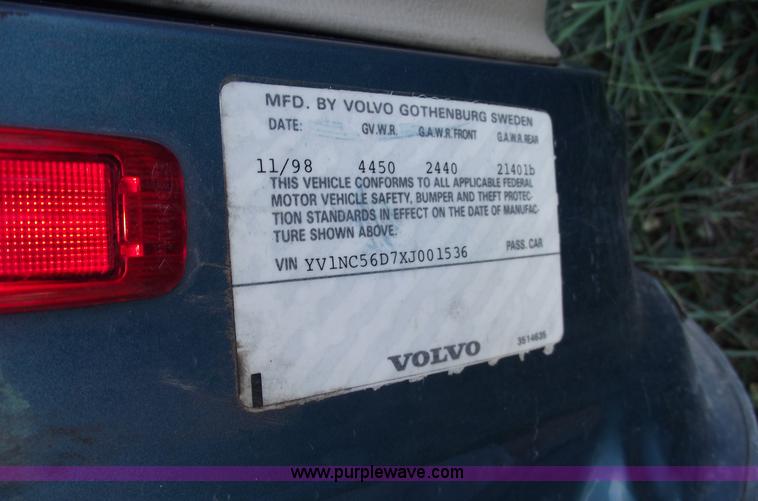 MFD. BY VOLVO GOTHENBURG SWEDEN
DATE: GV.W.R. G.A.W.R.FRONT G.A.W.R.REAR
11/98 4450 2440 2140lb
THIS VEHICLE CONFORMS TO ALL APPLICABLE FEDERAL
MOTOR VEHICLE SAFETY, BUMPER AND THEFT PROTEC-
TION STANDARDS IN EFFECT ON THE DATE OF MANUFAC-
TURE SHOWN ABOVE.
VIN YV1NC56D7XJ001536 PASS. CAR
VOLVO 3514635
www.purplewave.com